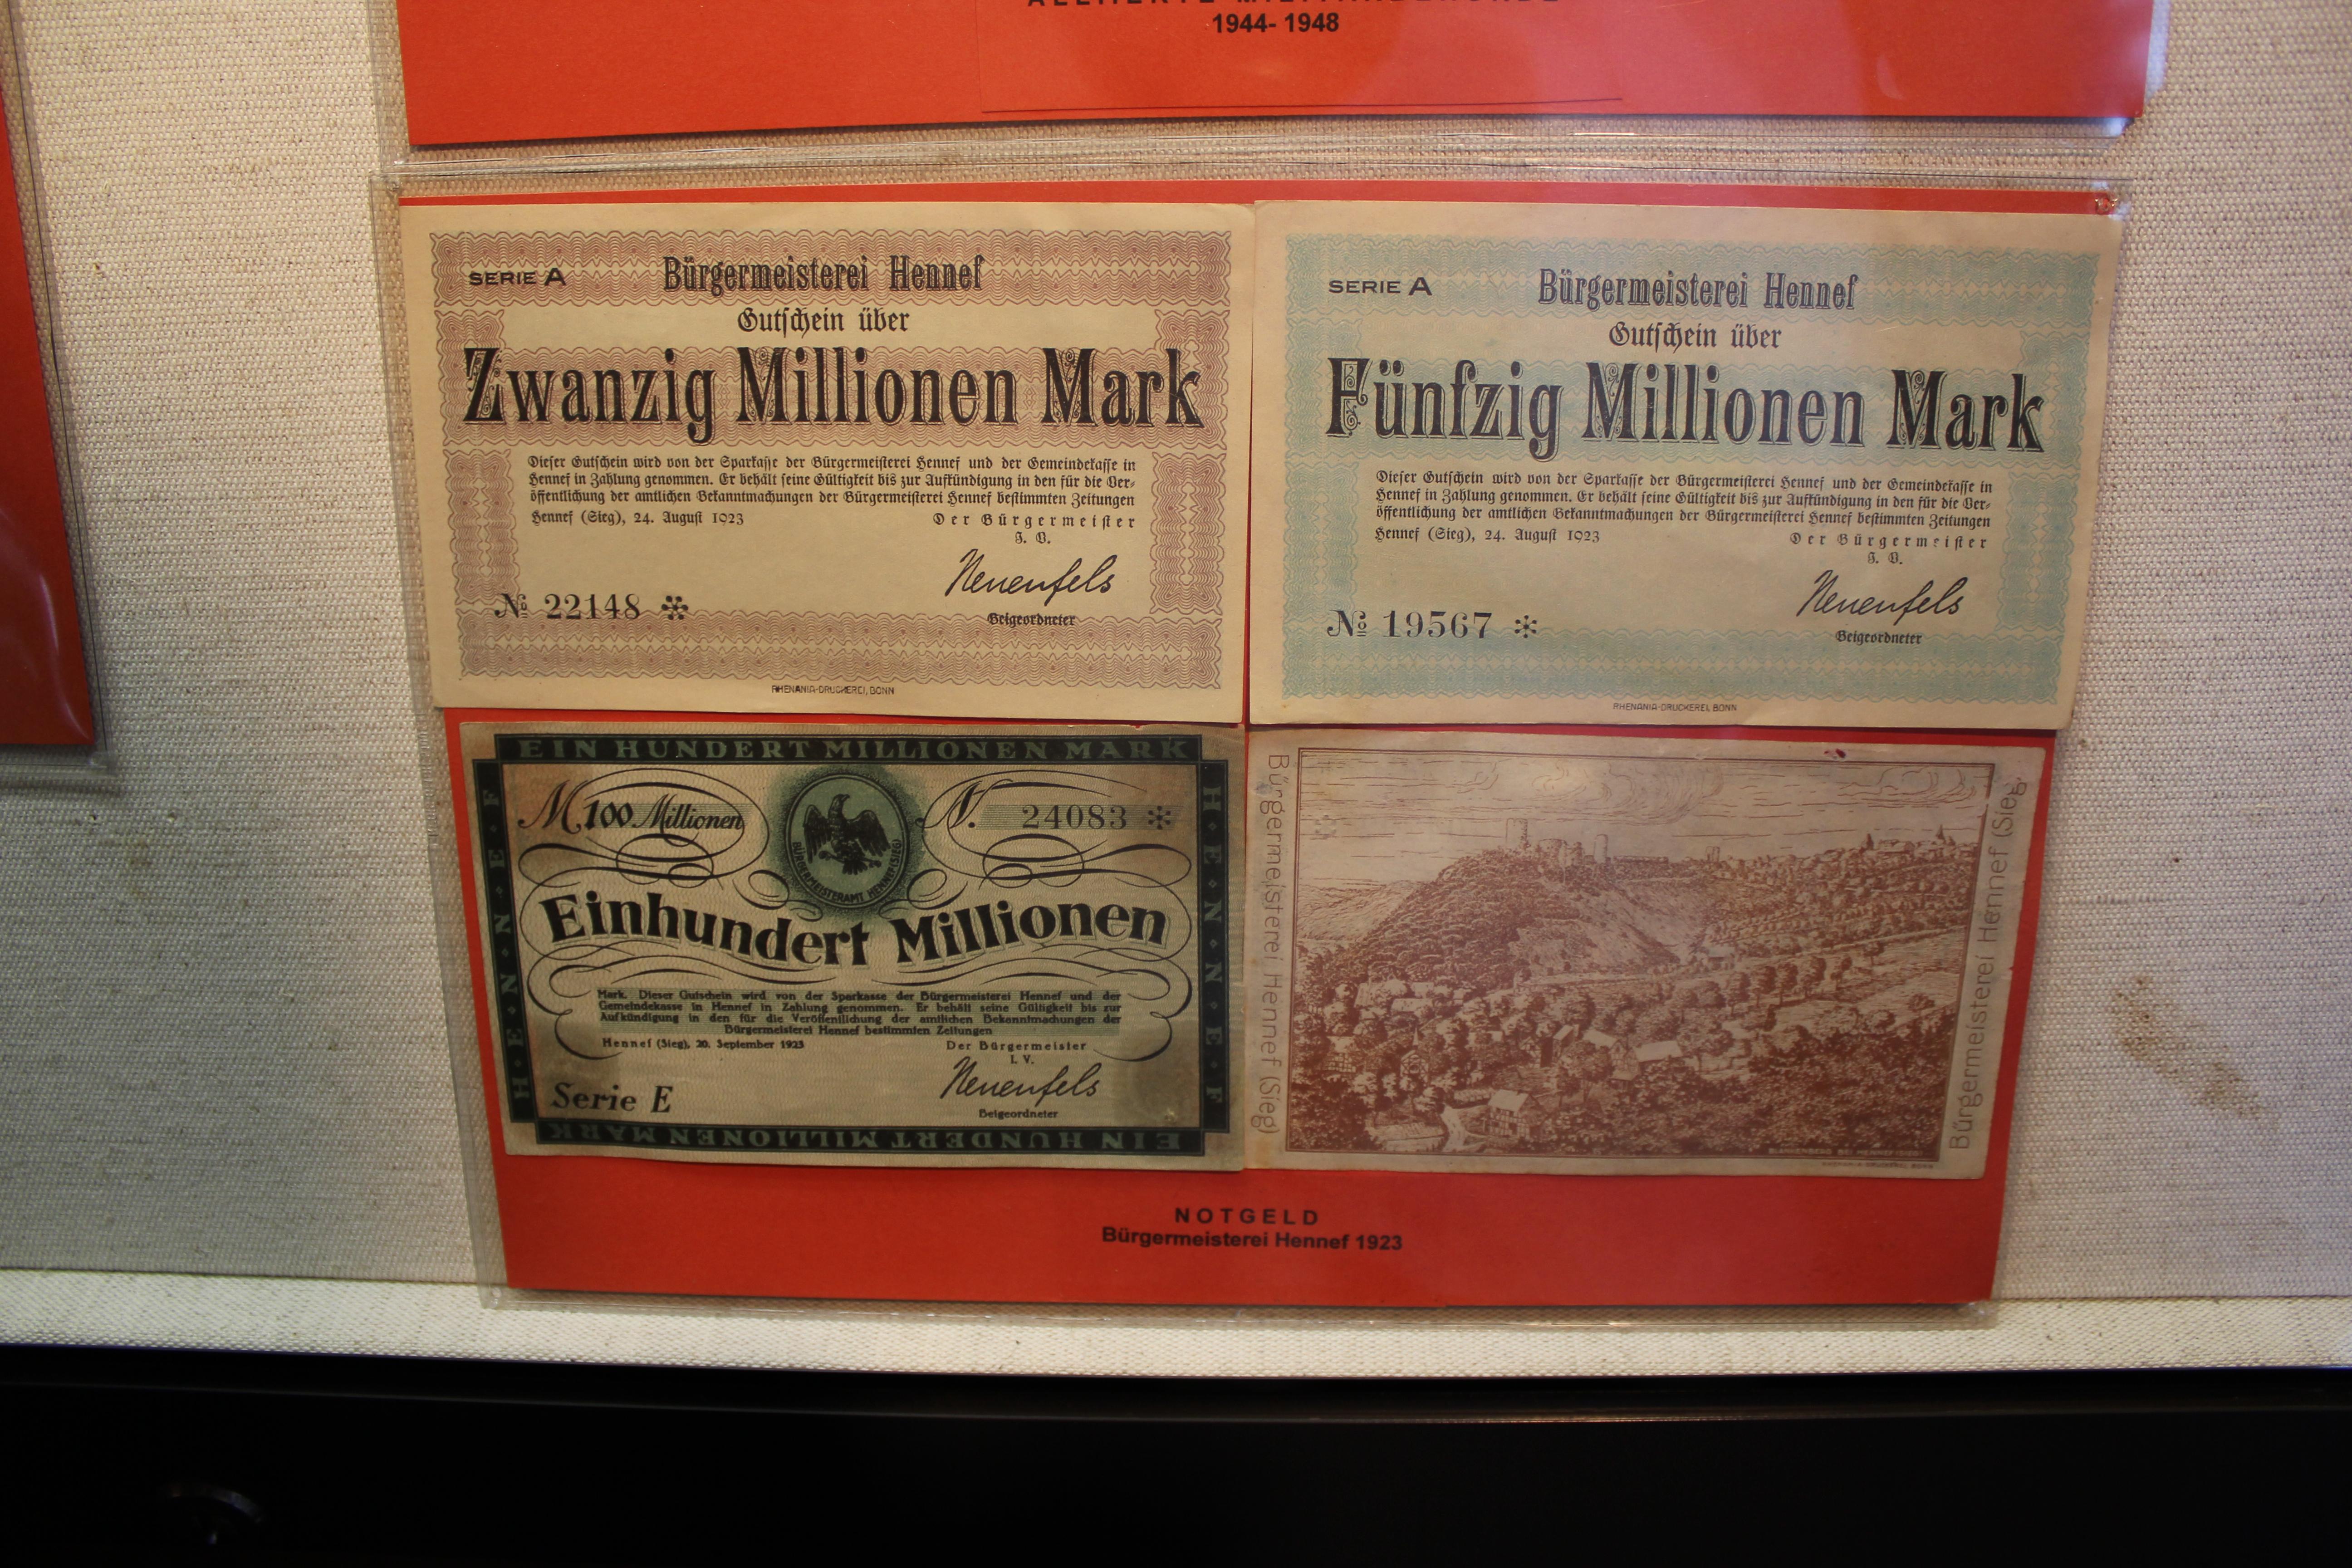 1944- 1948
SERIE A
Bürgermeisterei Hennef
Gutschein über
Zwanzig Millionen Mark
Dieser Gutschein wird von der Sparkasse der Bürgermeisterei Hennef und der Gemeindekasse in
Hennef in Zahlung genommen. Er behält seine Gültigkeit bis zur Aufkündigung in den für die Ver-
öffentlichung der amtlichen Bekanntmachungen der Bürgermeisterei Hennef bestimmten Zeitungen
Hennef (Sieg), 24. August 1923
Der Bürgermeister
J. V.
Neuenfels
Beigeordneter
№ 22148 *
RHENANIA-DRUCKEREI, BONN
SERIE A
Bürgermeisterei Hennef
Gutschein über
Fünfzig Millionen Mark
Dieser Gutschein wird von der Sparkasse der Bürgermeisterei Hennef und der Gemeindekasse in
Hennef in Zahlung genommen. Er behält seine Gültigkeit bis zur Aufkündigung in den für die Ver-
öffentlichung der amtlichen Bekanntmachungen der Bürgermeisterei Hennef bestimmten Zeitungen
Hennef (Sieg), 24. August 1923
Der Bürgermeister
J. V.
Neuenfels
Beigeordneter
№ 19567 *
RHENANIA-DRUCKEREI, BONN
EIN HUNDERT MILLIONEN MARK
H·E·N·N·E·F
M. 100 Millionen
N. 24083 *
BÜRGERMEISTERAMT HENNEF (SIEG)
Einhundert Millionen
Mark. Dieser Gutschein wird von der Sparkasse der Bürgermeisterei Hennef und der
Gemeindekasse in Hennef in Zahlung genommen. Er behält seine Gültigkeit bis zur
Aufkündigung in den für die Veröffentlichung der amtlichen Bekanntmachungen der
Bürgermeisterei Hennef bestimmten Zeitungen
Hennef (Sieg), 20. September 1923
Der Bürgermeister
I. V.
Neuenfels
Beigeordneter
Serie E
H·E·N·N·E·F
EIN HUNDERT MILLIONEN MARK
Bürgermeisterei Hennef (Sieg)
Bürgermeisterei Hennef (Sieg)
BLANKENBERG BEI HENNEF (SIEG)
RHENANIA-DRUCKEREI, BONN
NOTGELD
Bürgermeisterei Hennef 1923